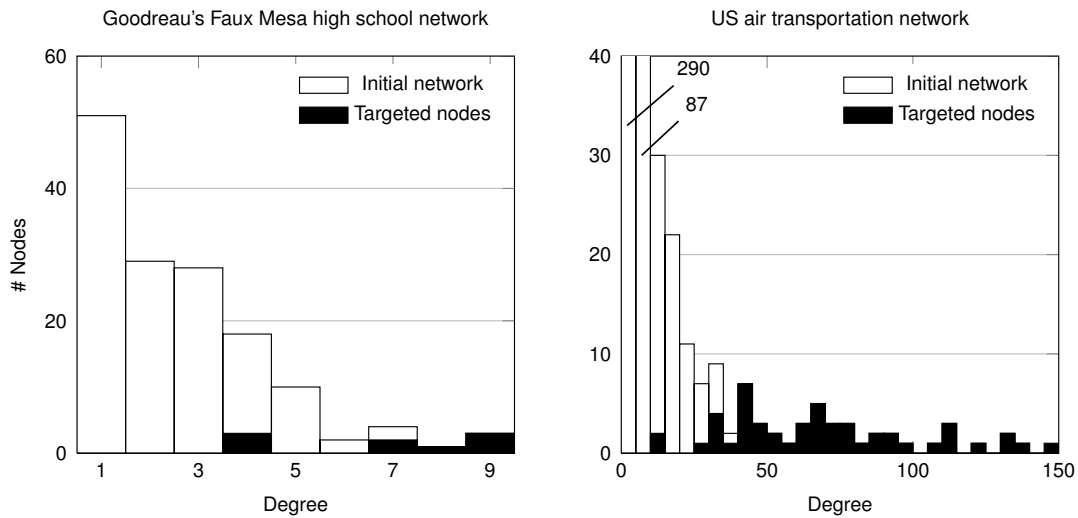 Goodreau's Faux Mesa high school network
60
40
20
0
# Nodes
Initial network
Targeted nodes
1 3 5 7 9
Degree
US air transportation network
40
30
20
10
0
290
87
Initial network
Targeted nodes
0 50 100 150
Degree